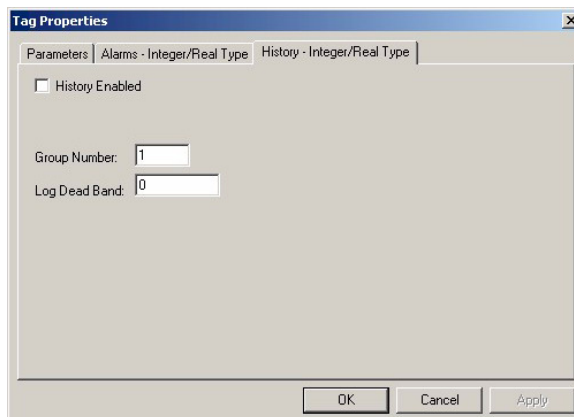 Tag Properties
Parameters Alarms - Integer/Real Type History - Integer/Real Type
History Enabled
Group Number: 1
Log Dead Band: 0
OK Cancel Apply